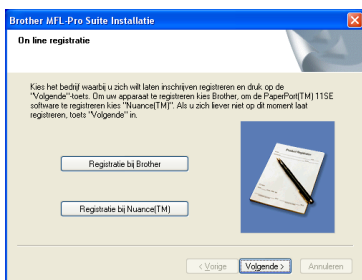 Brother MFL-Pro Suite Installatie
On line registratie
Kies het bedrijf waarbij u zich wilt laten inschrijven registreren en druk op de
"Volgende"-toets. Om uw apparaat te registreren kies Brother, om de PaperPort(TM) 11SE
software te registreren kies "Nuance(TM)". Als u zich liever niet op dit moment laat
registreren, toets "Volgende" in.
Registratie bij Brother
Registratie bij Nuance(TM)
< Vorige
Volgende >
Annuleren